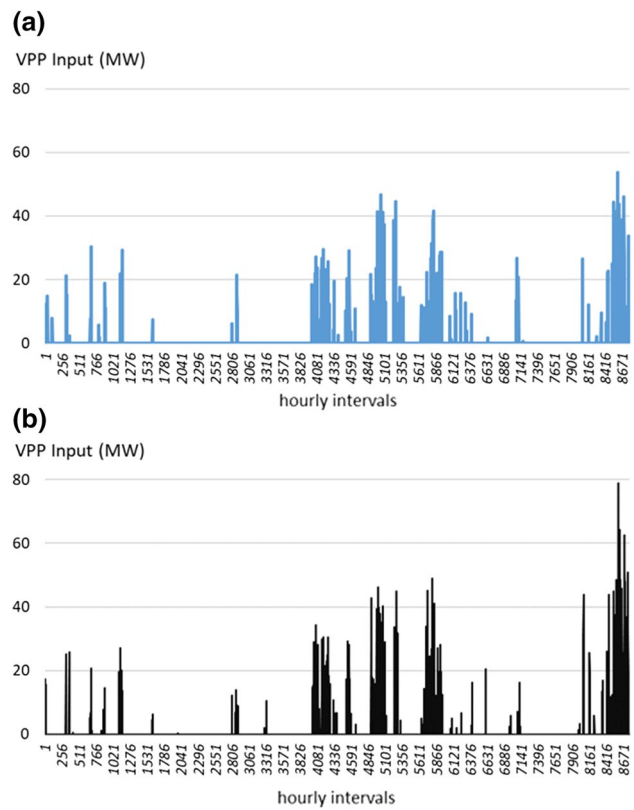 (a)
VPP Input (MW)
80
60
40
20
0
1 256 511 766 1021 1276 1531 1786 2041 2296 2551 2806 3061 3316 3571 3826 4081 4336 4591 4846 5101 5356 5611 5866 6121 6376 6631 6886 7141 7396 7651 7906 8161 8416 8671
hourly intervals
(b)
VPP Input (MW)
80
60
40
20
0
1 256 511 766 1021 1276 1531 1786 2041 2296 2551 2806 3061 3316 3571 3826 4081 4336 4591 4846 5101 5356 5611 5866 6121 6376 6631 6886 7141 7396 7651 7906 8161 8416 8671
hourly intervals